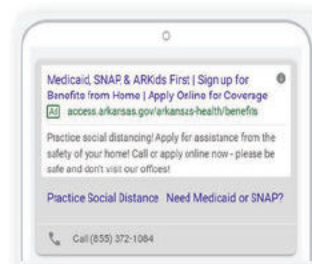 Medicaid, SNAP & ARKids First | Sign up for
Benefits from Home | Apply Online for Coverage
Ad access.arkansas.gov/arkansas-health/benefits
Practice social distancing! Apply for assistance from the
safety of your home! Call or apply online now - please be
safe and don't visit our offices!
Practice Social Distance Need Medicaid or SNAP?
Call (855) 372-1084